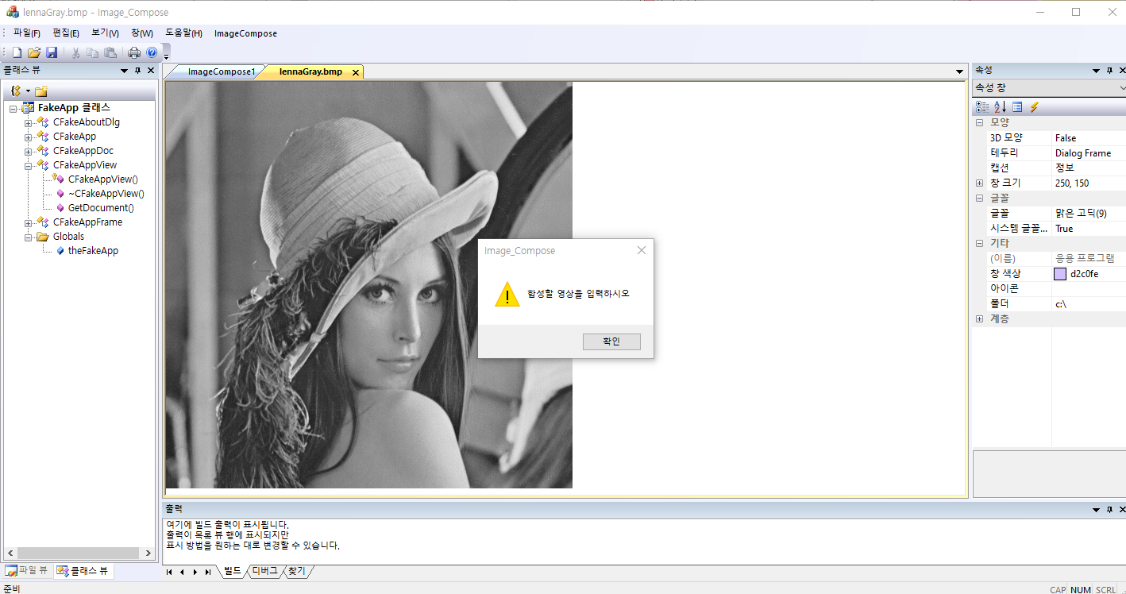 lennaGray.bmp - Image_Compose
파일(F) 편집(E) 보기(V) 창(W) 도움말(H) ImageCompose
클래스 뷰
FakeApp 클래스
CFakeAboutDlg
CFakeApp
CFakeAppDoc
CFakeAppView
CFakeAppView()
~CFakeAppView()
GetDocument()
CFakeAppFrame
Globals
theFakeApp
파일 뷰 클래스 뷰
ImageCompose1 lennaGray.bmp
Image_Compose
합성할 영상을 입력하시오
확인
속성
속성 창
모양
3D 모양 False
테두리 Dialog Frame
캡션 정보
창 크기 250, 150
글꼴
글꼴 맑은 고딕(9)
시스템 글꼴... True
기타
(이름) 응용 프로그램
창 색상 d2c0fe
아이콘
폴더 c:\
계층
출력
여기에 빌드 출력이 표시됩니다.
출력이 목록 뷰 행에 표시되지만
표시 방법을 원하는 대로 변경할 수 있습니다.
빌드 디버그 찾기
준비
CAP NUM SCRL